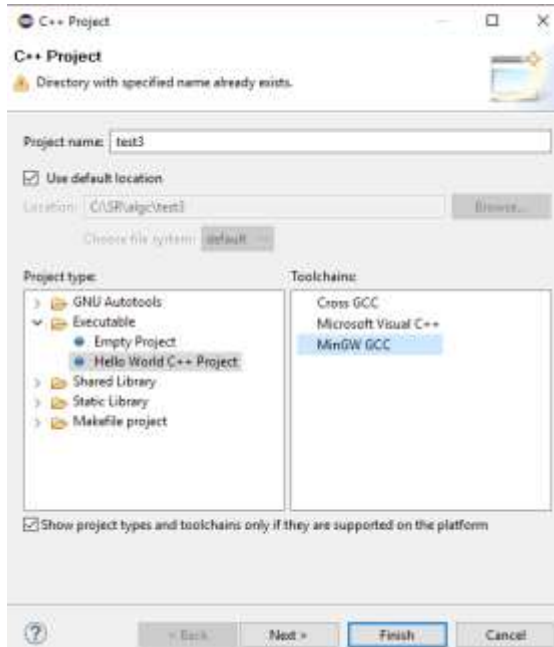 C++ Project
C++ Project
Directory with specified name already exists.
Project name: test3
Use default location
Location: C:\SR\algc\test3 Browse...
Choose file system: default
Project type: Toolchains:
GNU Autotools Cross GCC
Executable Microsoft Visual C++
Empty Project MinGW GCC
Hello World C++ Project
Shared Library
Static Library
Makefile project
Show project types and toolchains only if they are supported on the platform
? < Back Next > Finish Cancel